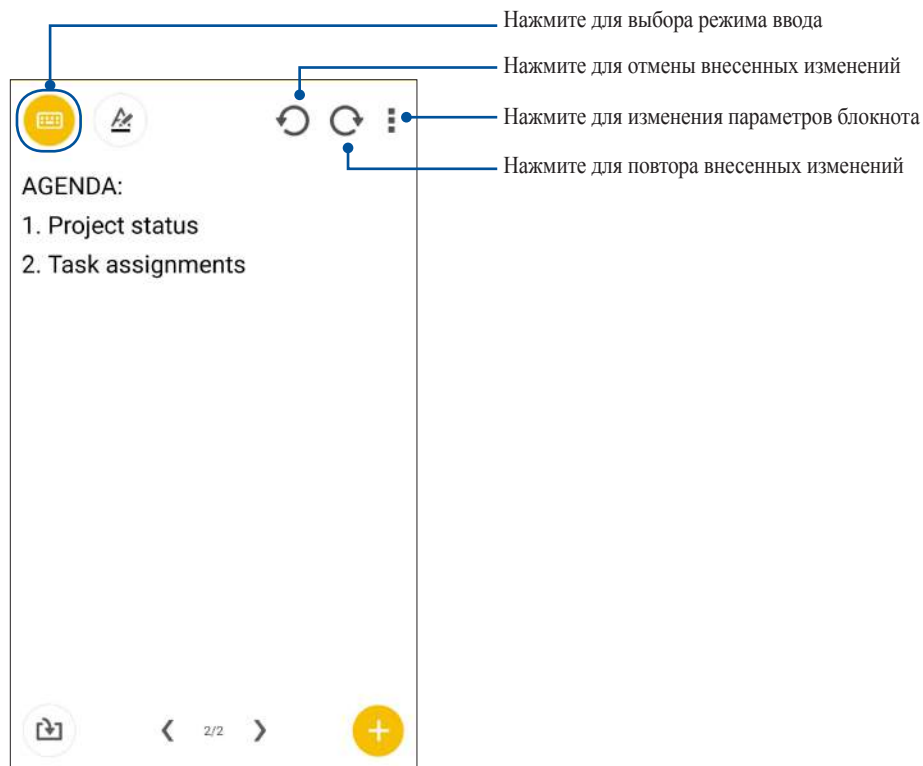 Нажмите для выбора режима ввода
Нажмите для отмены внесенных изменений
Нажмите для изменения параметров блокнота
Нажмите для повтора внесенных изменений
AGENDA:
1. Project status
2. Task assignments
2/2